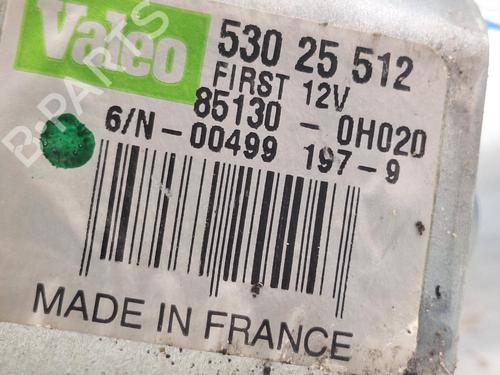 Valeo
530 25 512
FIRST 12V
85130 - 0H020
6/N-00499 197-9
MADE IN FRANCE
B-PARTS